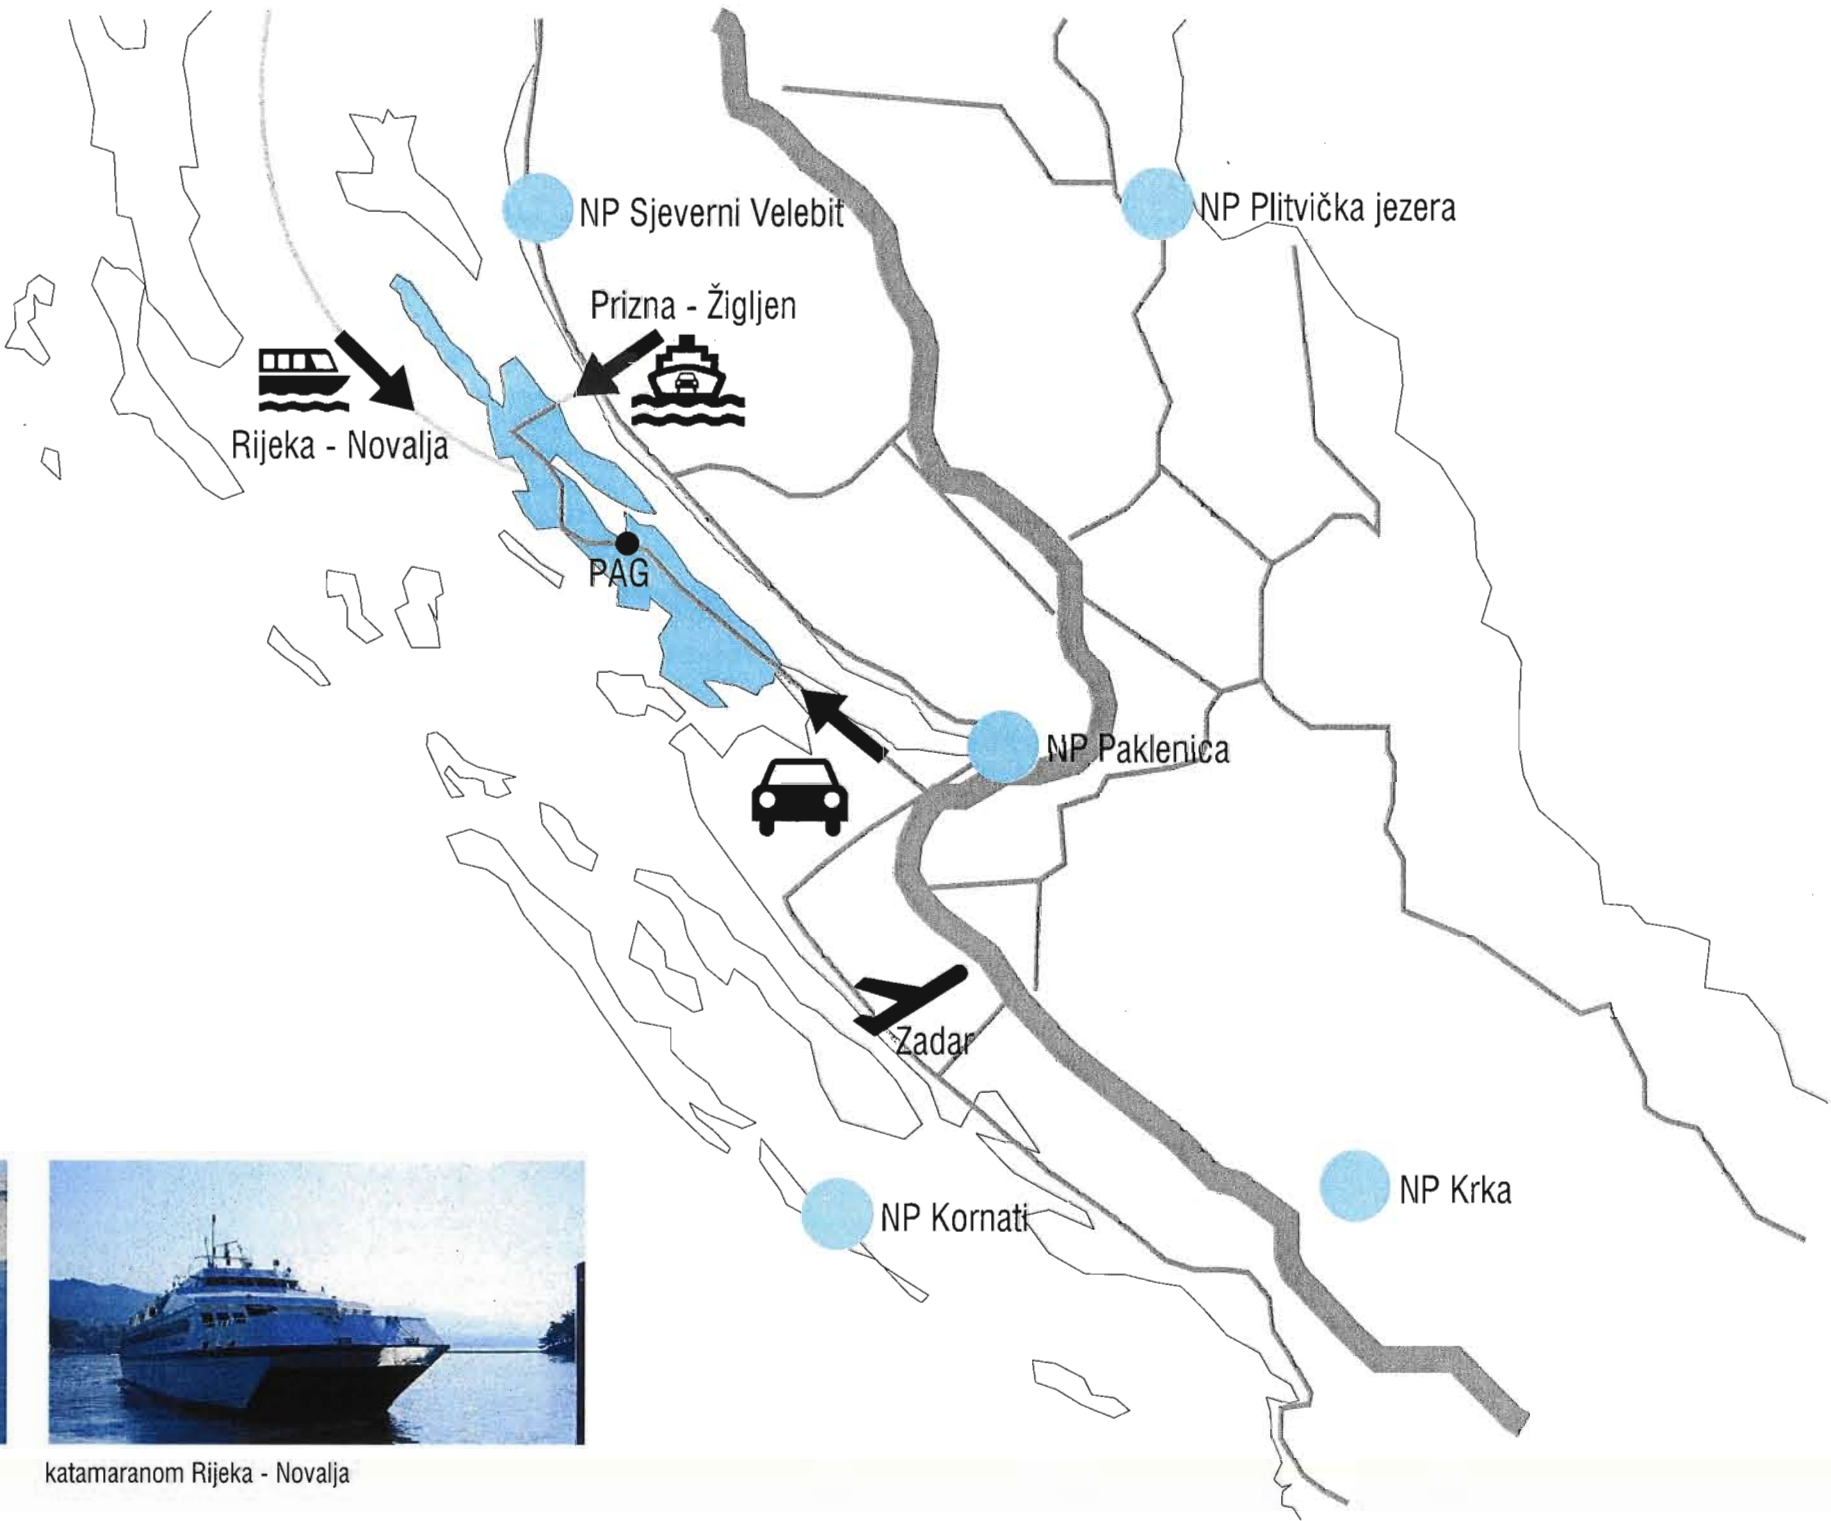 NP Sjeverni Velebit
NP Plitvička jezera
Prizna - Žigljen
Rijeka - Novalja
PAG
NP Paklenica
Zadar
NP Krka
NP Kornati
katamaranom Rijeka - Novalja